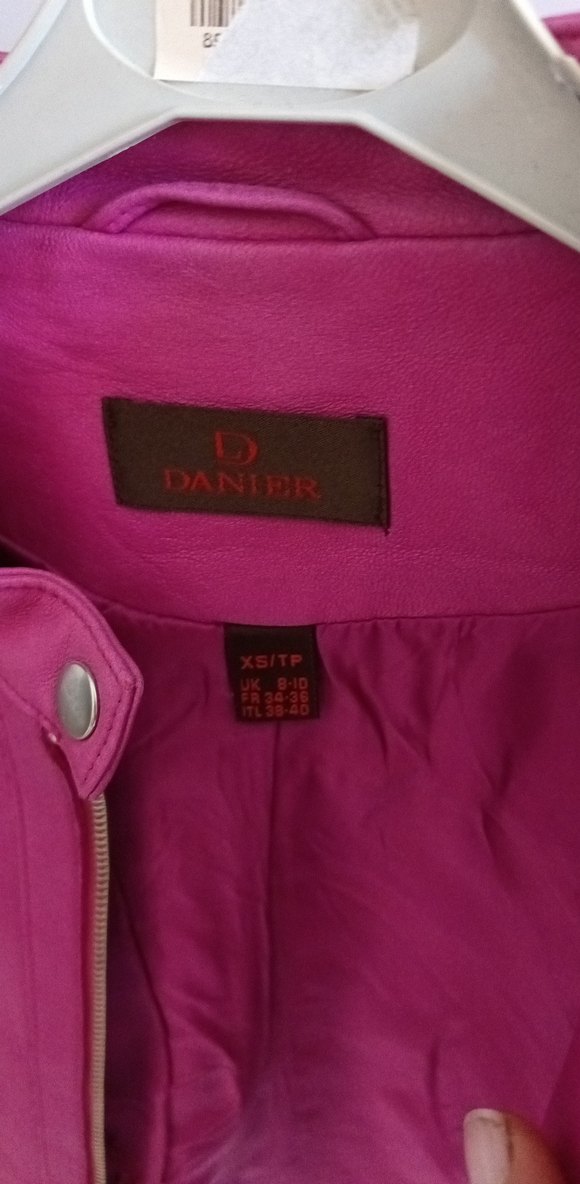 D
DANIER
XS/TP
UK 8-10
FR 34-36
ITL 38-40